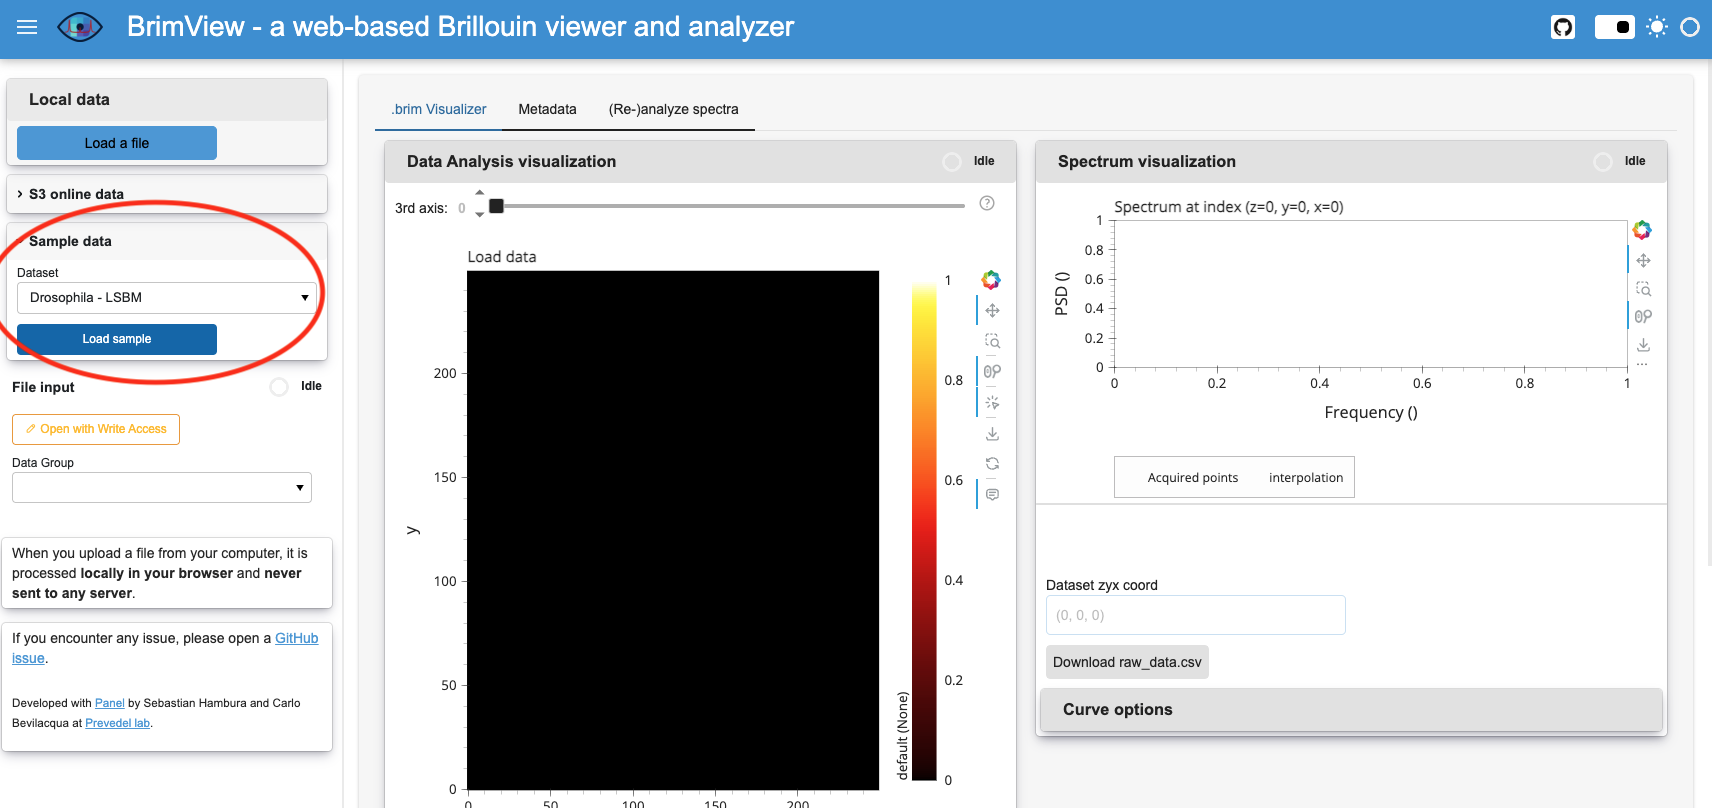 BrimView - a web-based Brillouin viewer and analyzer
Local data
Load a file
S3 online data
Sample data
Dataset
Drosophila - LSBM
Load sample
File input
Idle
Open with Write Access
Data Group
When you upload a file from your computer, it is
processed locally in your browser and never
sent to any server.
If you encounter any issue, please open a GitHub
issue.
Developed with Panel by Sebastian Hambura and Carlo
Bevilacqua at Prevedel lab.
.brim Visualizer
Metadata
(Re-)analyze spectra
Data Analysis visualization
Idle
3rd axis: 0
Load data
200
150
100
50
0
y
0
50
100
150
200
1
0.8
0.6
0.4
0.2
0
default (None)
Spectrum visualization
Idle
Spectrum at index (z=0, y=0, x=0)
1
0.8
0.6
0.4
0.2
0
PSD ()
0
0.2
0.4
0.6
0.8
1
Frequency ()
Acquired points
interpolation
Dataset zyx coord
(0, 0, 0)
Download raw_data.csv
Curve options